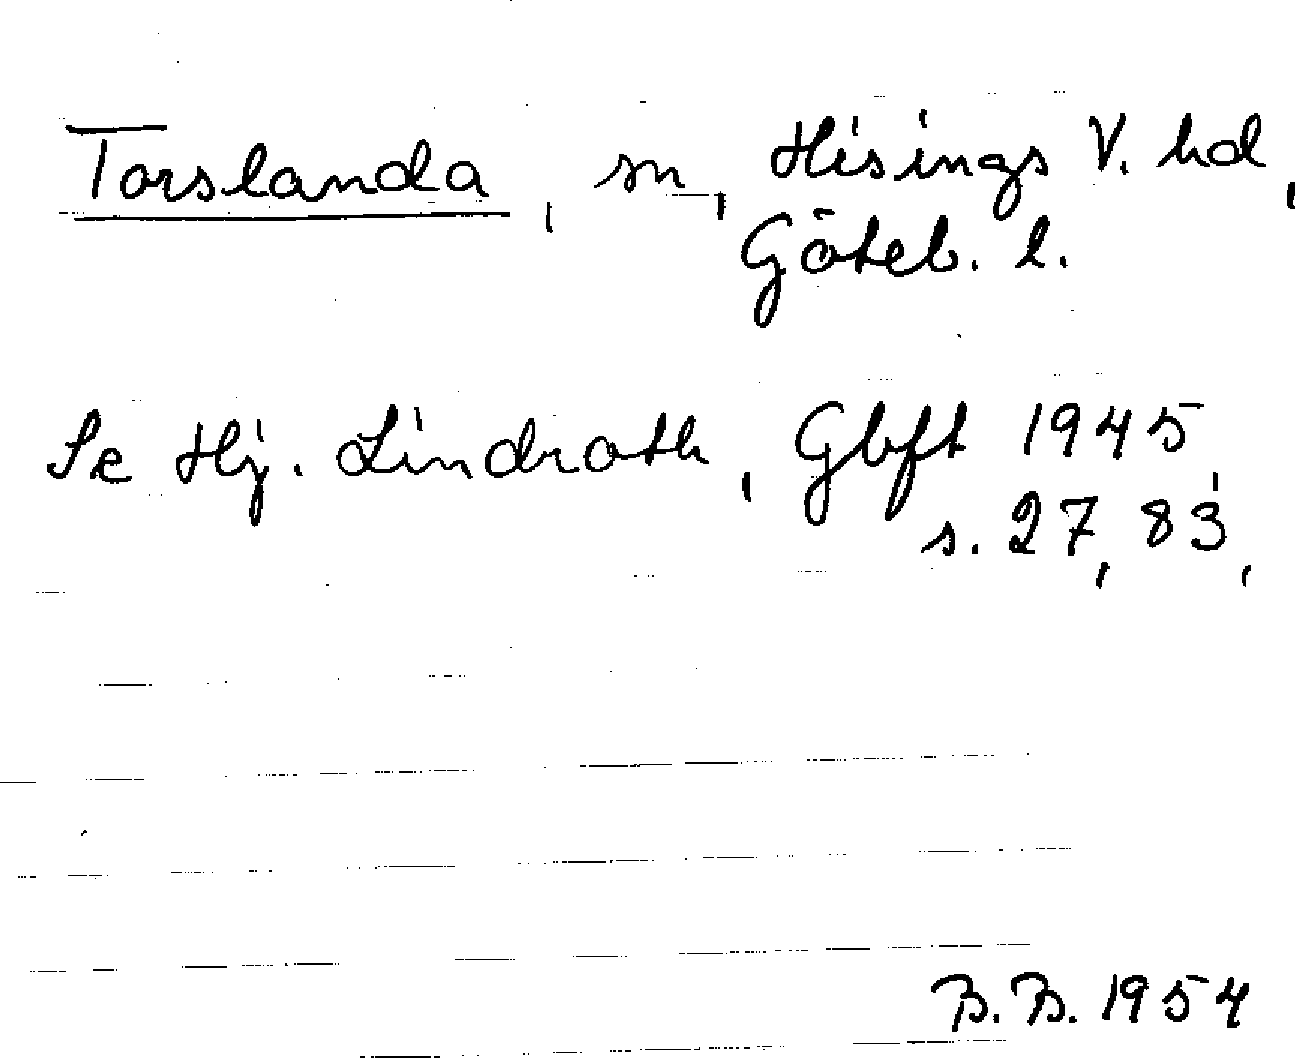 Torslanda, sn, Hisings V. hd,
Göteb. l.
Se Hj. Lindroth, Gbft 1945,
s. 27, 83,
B. B. 1954